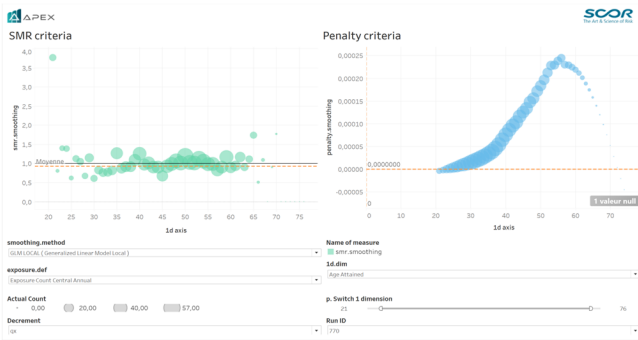 APEX
SCOR
The Art & Science of Risk
SMR criteria
Penalty criteria
4,0
3,5
3,0
2,5
2,0
1,5
1,0
0,5
0,0
smr.smoothing
Moyenne
20 25 30 35 40 45 50 55 60 65 70 75
1d axis
0,00025
0,00020
0,00015
0,00010
0,00005
0,00000
-0,00005
penalty.smoothing
0,0000000
0
1 valeur null
0 10 20 30 40 50 60 70
1d axis
smoothing.method
GLM LOCAL ( Generalized Linear Model Local )
exposure.def
Exposure Count Central Annual
Actual Count
0,00 20,00 40,00 57,00
Decrement
qx
Name of measure
smr.smoothing
1d.dim
Age Attained
p. Switch 1 dimension
21 76
Run ID
770